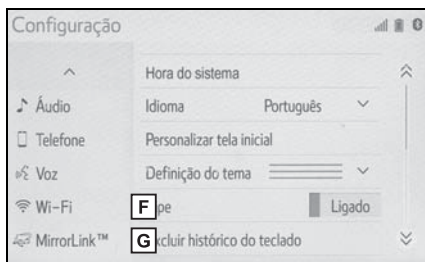 Configuração
Hora do sistema
Áudio
Idioma Português
Telefone
Personalizar tela inicial
Voz
Definição do tema
Wi-Fi
F pe Ligado
MirrorLink™
G xcluir histórico do teclado